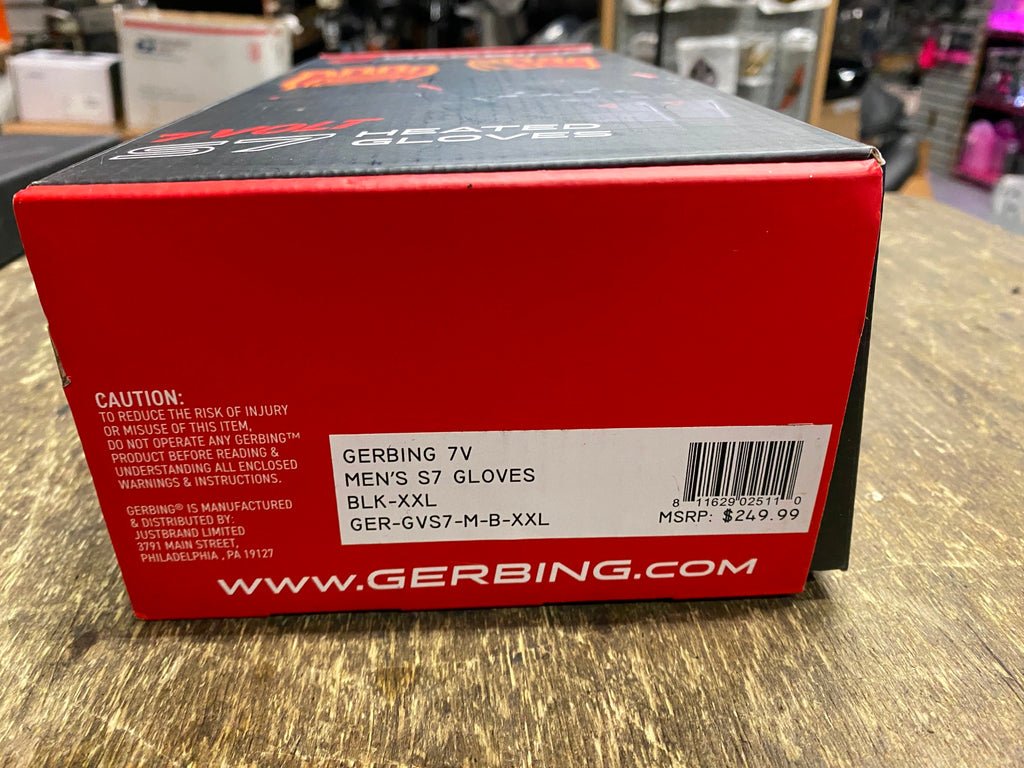 7 VOLT
S7 HEATED
GLOVES
CAUTION:
TO REDUCE THE RISK OF INJURY
OR MISUSE OF THIS ITEM,
DO NOT OPERATE ANY GERBING™
PRODUCT BEFORE READING &
UNDERSTANDING ALL ENCLOSED
WARNINGS & INSTRUCTIONS.
GERBING® IS MANUFACTURED
& DISTRIBUTED BY:
JUSTBRAND LIMITED
3791 MAIN STREET,
PHILADELPHIA , PA 19127
GERBING 7V
MEN'S S7 GLOVES
BLK-XXL
GER-GVS7-M-B-XXL
8 11629 02511 0
MSRP: $249.99
WWW.GERBING.COM